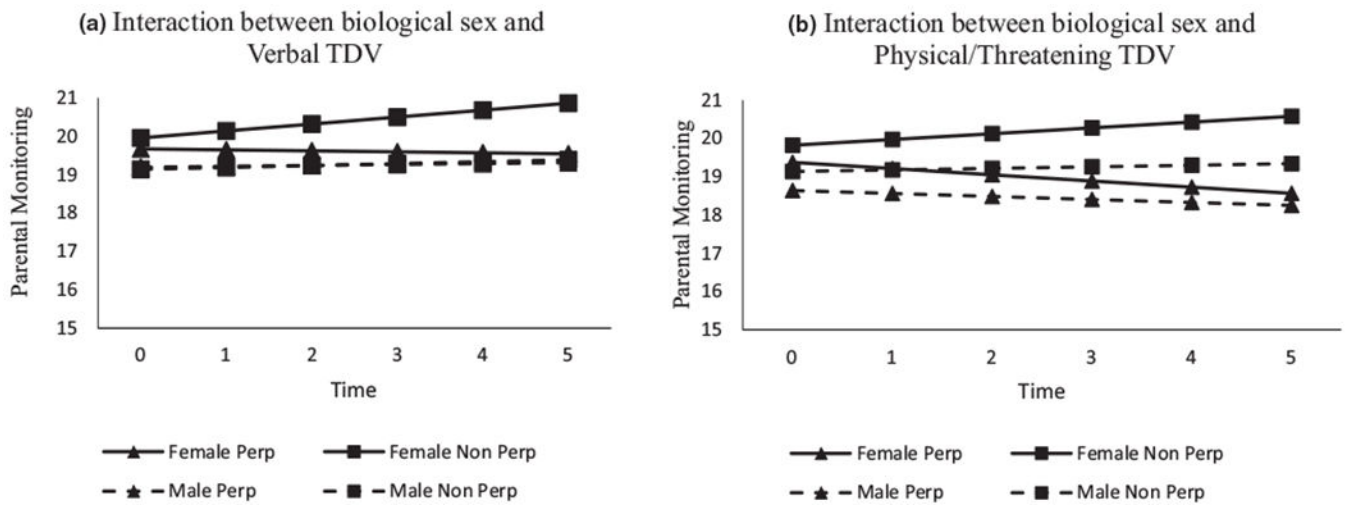 (a) Interaction between biological sex and
Verbal TDV
21
20
19
18
17
16
15
Parental Monitoring
0 1 2 3 4 5
Time
Female Perp Female Non Perp
Male Perp Male Non Perp
(b) Interaction between biological sex and
Physical/Threatening TDV
21
20
19
18
17
16
15
Parental Monitoring
0 1 2 3 4 5
Time
Female Perp Female Non Perp
Male Perp Male Non Perp